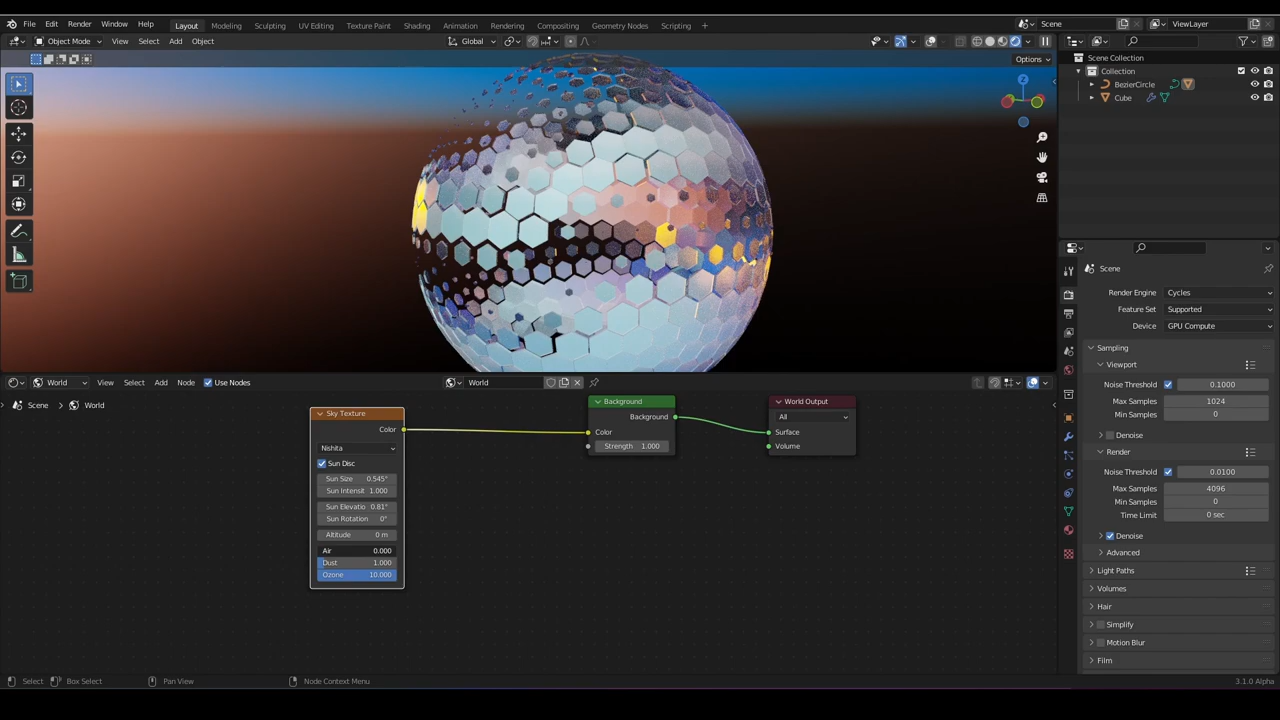 File Edit Render Window Help Layout Modeling Sculpting UV Editing Texture Paint Shading Animation Rendering Compositing Geometry Nodes Scripting + Scene ViewLayer
Object Mode View Select Add Object Global
Options
Scene Collection
Collection
BezierCircle
Cube
Scene
Render Engine Cycles
Feature Set Supported
Device GPU Compute
Sampling
Viewport
Noise Threshold 0.1000
Max Samples 1024
Min Samples 0
Denoise
Render
Noise Threshold 0.0100
Max Samples 4096
Min Samples 0
Time Limit 0 sec
Denoise
Advanced
Light Paths
Volumes
Hair
Simplify
Motion Blur
Film
World View Select Add Node Use Nodes World
Scene > World
Sky Texture
Color
Nishita
Sun Disc
Sun Size 0.545°
Sun Intensit 1.000
Sun Elevatio 0.81°
Sun Rotation 0°
Altitude 0 m
Air 0.000
Dust 1.000
Ozone 10.000
Background
Background
Color
Strength 1.000
World Output
All
Surface
Volume
Select Box Select Pan View Node Context Menu 3.1.0 Alpha